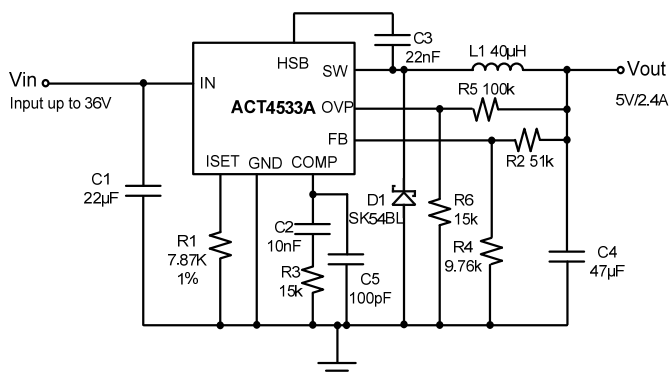 C3
22nF
L1 40µH
HSB
SW
Vin
IN
Vout
Input up to 36V
R5 100k
5V/2.4A
ACT4533A
OVP
FB
R2 51k
ISET
GND
COMP
C1
22µF
D1
SK54BL
R6
15k
C2
10nF
R1
7.87K
1%
R4
9.76k
C4
47µF
R3
15k
C5
100pF